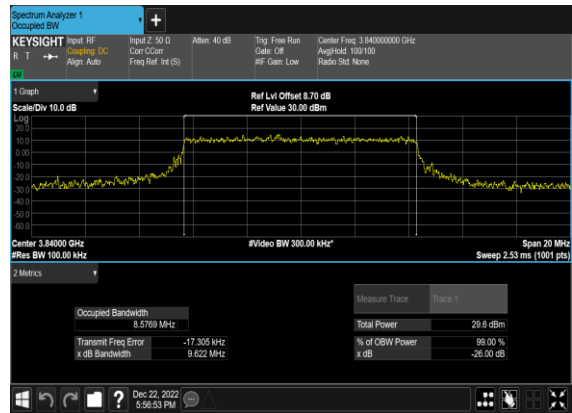 Spectrum Analyzer 1
Occupied BW
+
KEYSIGHT
R T
LW
Input: RF
Coupling: DC
Align: Auto
Input Z: 50 Ω
Corr CCorr
Freq Ref: Int (S)
Atten: 40 dB
Trig: Free Run
Gate: Off
#IF Gain: Low
Center Freq: 3.840000000 GHz
Avg|Hold: 100/100
Radio Std: None
1 Graph
Scale/Div 10.0 dB
Ref Lvl Offset 8.70 dB
Ref Value 30.00 dBm
Log
20.0
10.0
0.00
-10.0
-20.0
-30.0
-40.0
-50.0
-60.0
Center 3.84000 GHz
#Res BW 100.00 kHz
#Video BW 300.00 kHz*
Span 20 MHz
Sweep 2.53 ms (1001 pts)
2 Metrics
Measure Trace Trace 1
Occupied Bandwidth
8.5769 MHz
Total Power 29.6 dBm
Transmit Freq Error -17.305 kHz
% of OBW Power 99.00 %
x dB Bandwidth 9.622 MHz
x dB -26.00 dB
?
Dec 22, 2022
5:56:53 PM